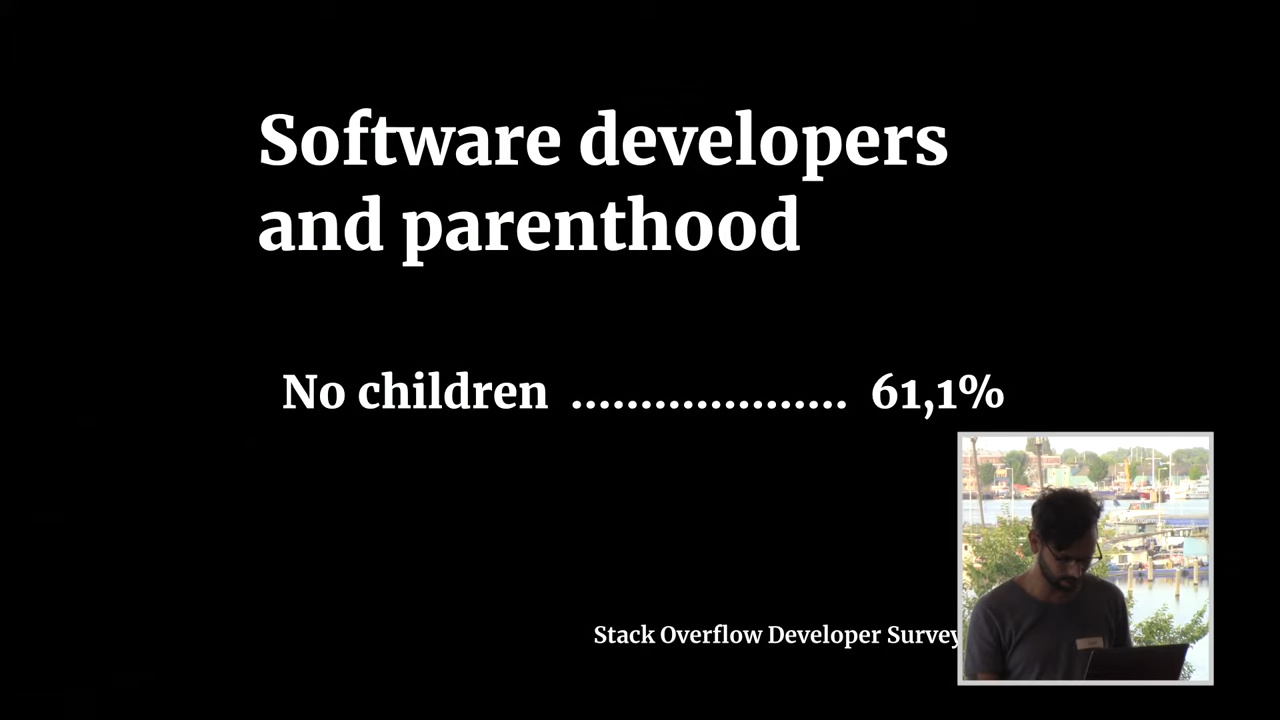 Software developers
and parenthood
No children .................... 61,1%
Stack Overflow Developer Survey